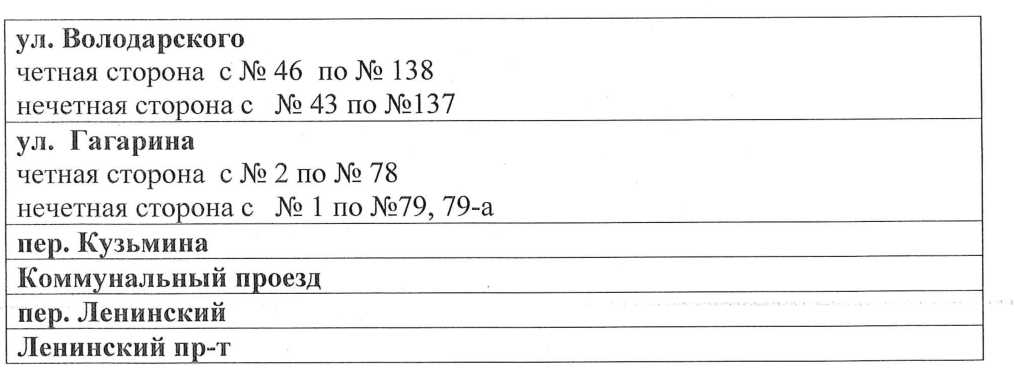 ул. Володарского
четная сторона с № 46 по № 138
нечетная сторона с № 43 по №137
ул. Гагарина
четная сторона с № 2 по № 78
нечетная сторона с № 1 по №79, 79-а
пер. Кузьмина
Коммунальный проезд
пер. Ленинский
Ленинский пр-т